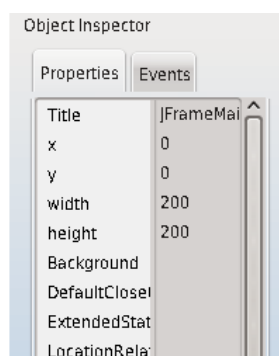 Object Inspector
Properties Events
Title JFrameMai
x 0
y 0
width 200
height 200
Background
DefaultClose
ExtendedStat
LocationRela